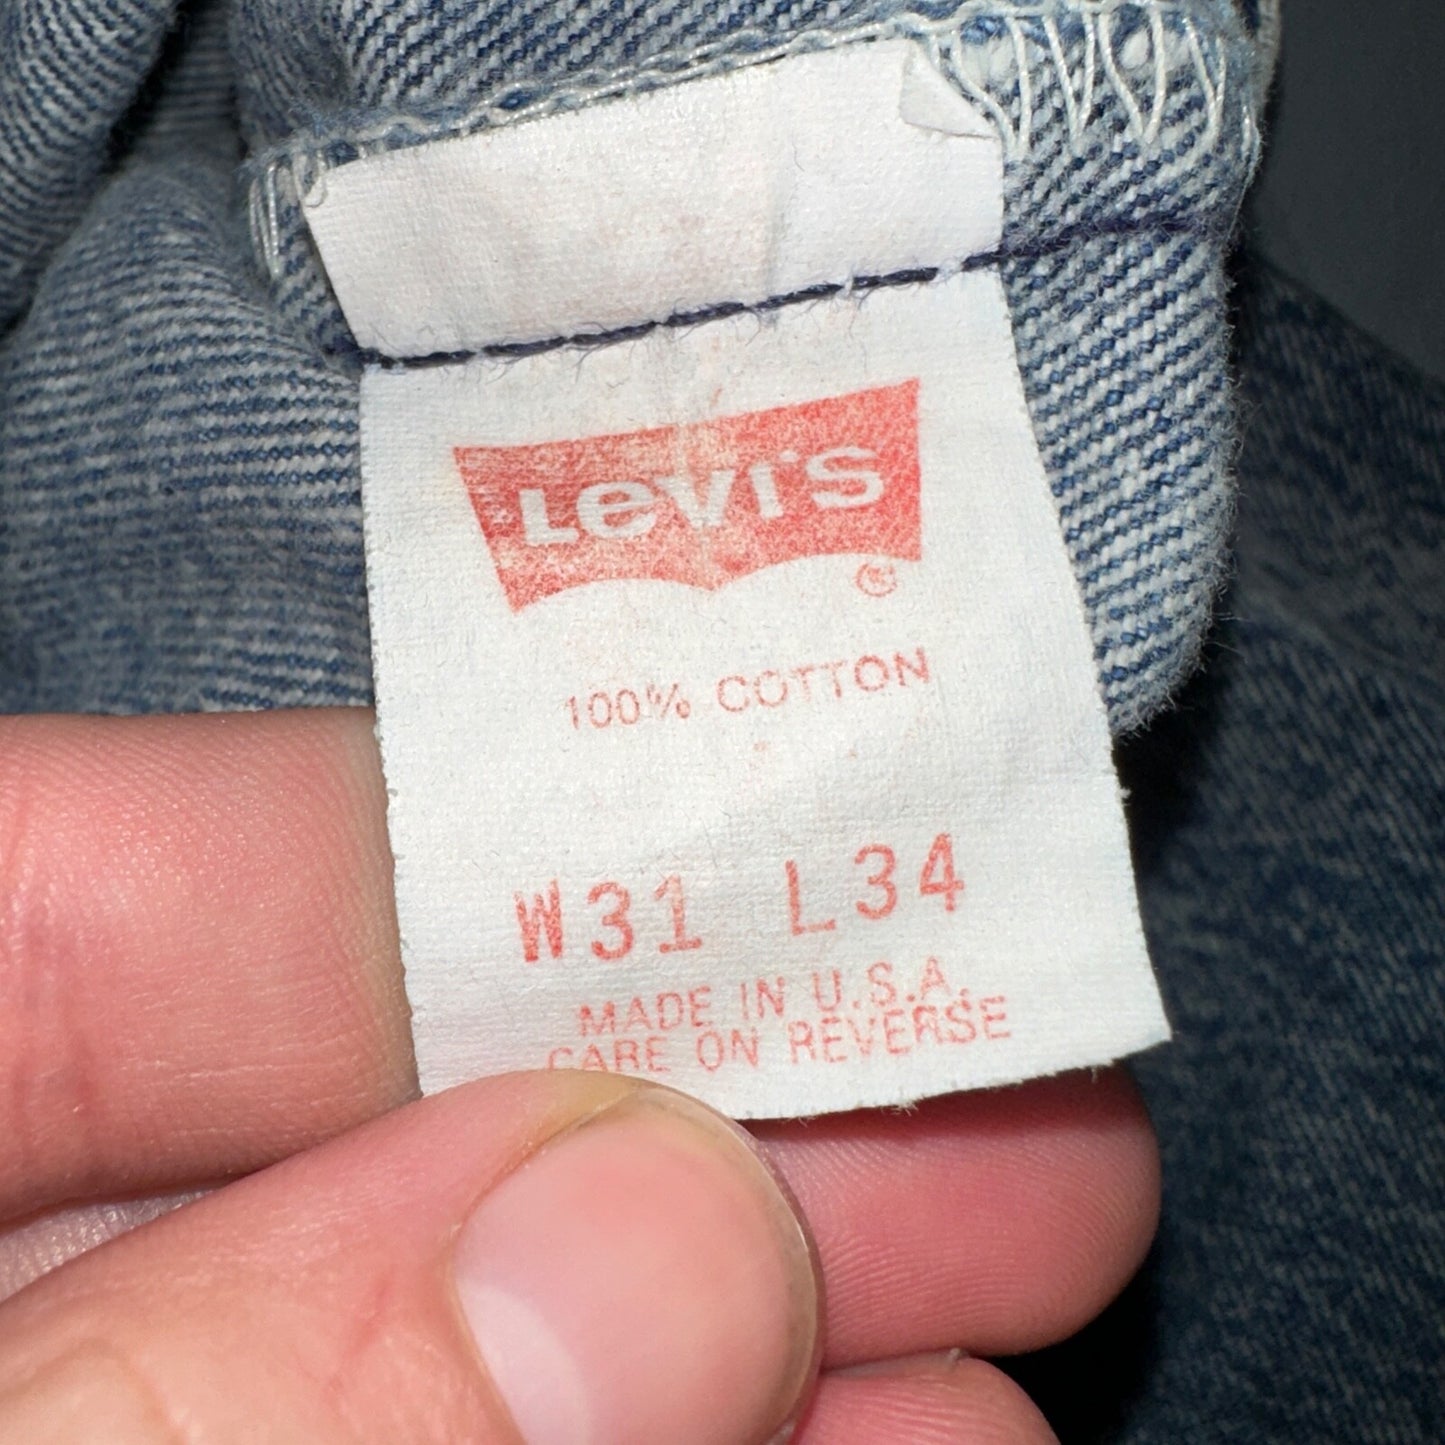 Levi's ®
100% COTTON
W31 L34
MADE IN U.S.A.
CARE ON REVERSE